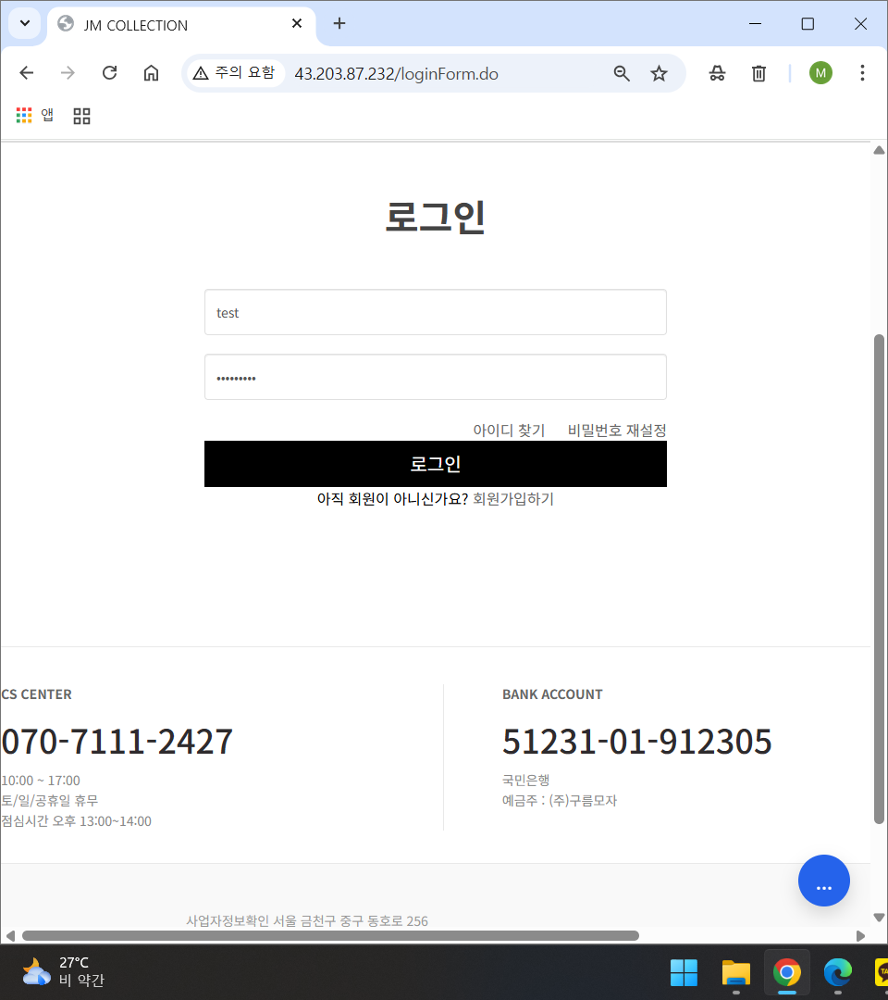 JM COLLECTION
주의 요함
43.203.87.232/loginForm.do
M
앱
로그인
test
•••••••••
아이디 찾기 비밀번호 재설정
로그인
아직 회원이 아니신가요? 회원가입하기
CS CENTER
070-7111-2427
10:00 ~ 17:00
토/일/공휴일 휴무
점심시간 오후 13:00~14:00
BANK ACCOUNT
51231-01-912305
국민은행
예금주 : (주)구름모자
...
사업자정보확인 서울 금천구 중구 동호로 256
27°C
비 약간